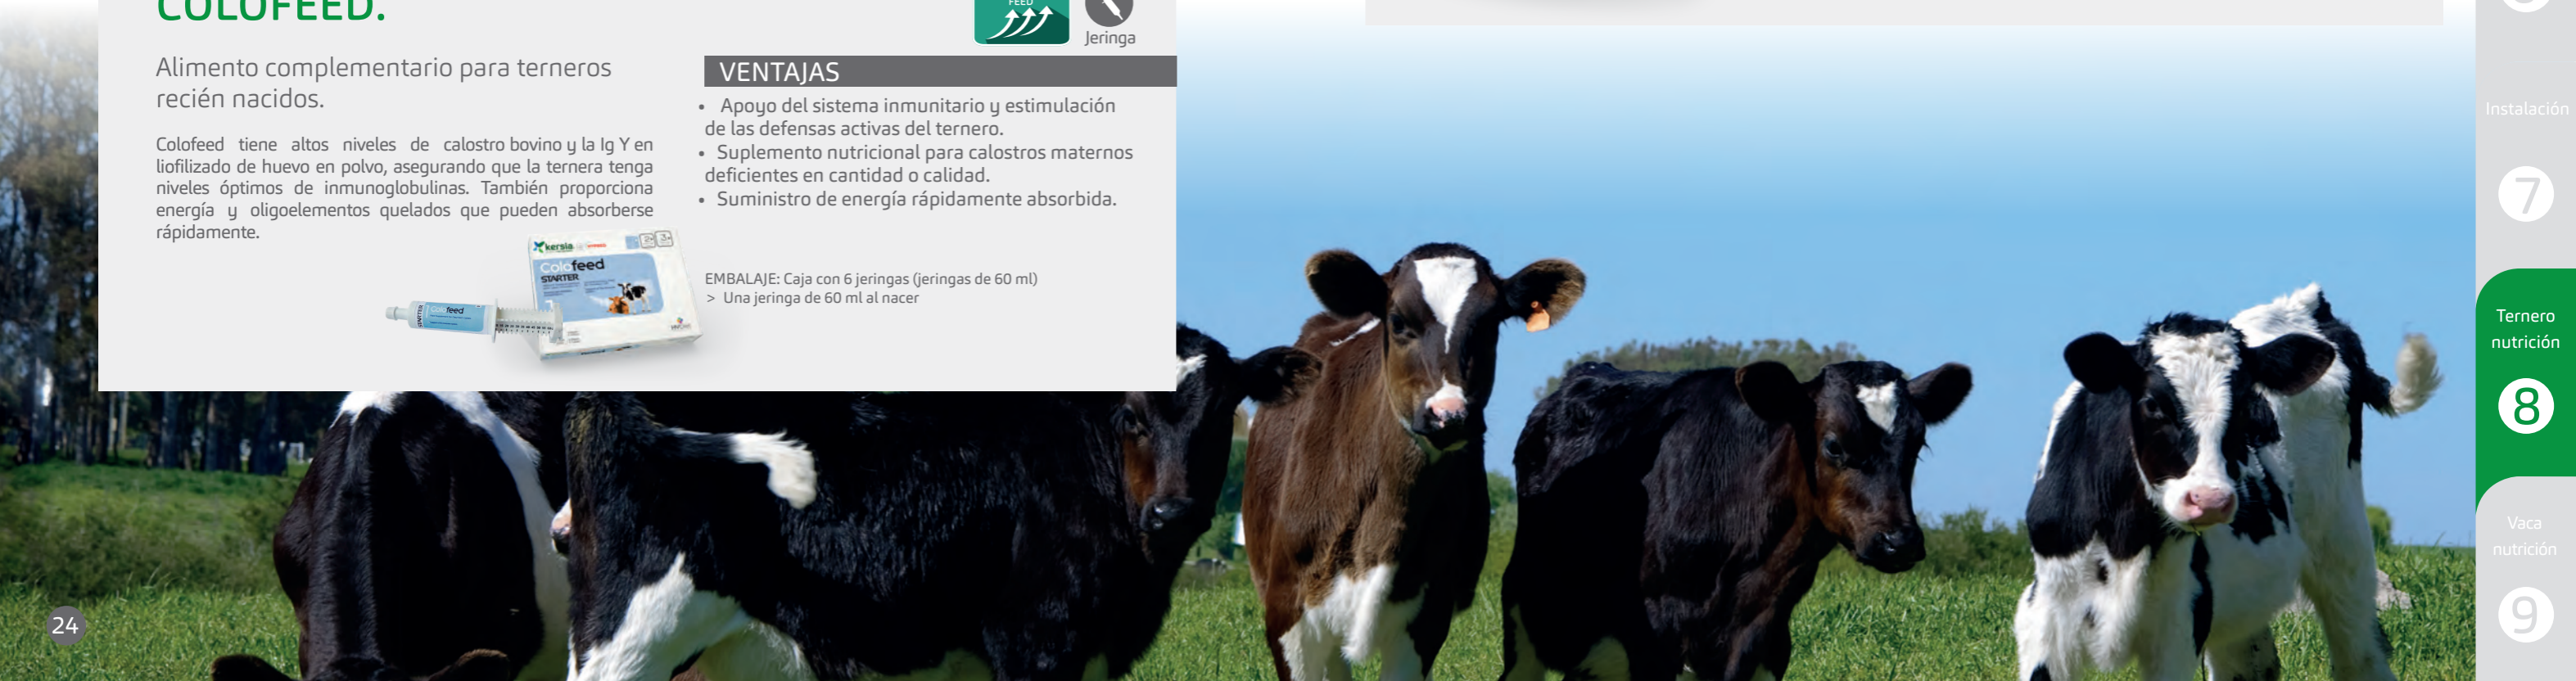 COLOFEED.
FEED
Jeringa
Alimento complementario para terneros
recién nacidos.
Colofeed tiene altos niveles de calostro bovino y la Ig Y en
liofilizado de huevo en polvo, asegurando que la ternera tenga
niveles óptimos de inmunoglobulinas. También proporciona
energía y oligoelementos quelados que pueden absorberse
rápidamente.
VENTAJAS
• Apoyo del sistema inmunitario y estimulación
de las defensas activas del ternero.
• Suplemento nutricional para calostros maternos
deficientes en cantidad o calidad.
• Suministro de energía rápidamente absorbida.
kersia
Colofeed
STARTER
Colofeed
STARTER
EMBALAJE: Caja con 6 jeringas (jeringas de 60 ml)
> Una jeringa de 60 ml al nacer
24
Instalación
7
Ternero
nutrición
8
Vaca
nutrición
9